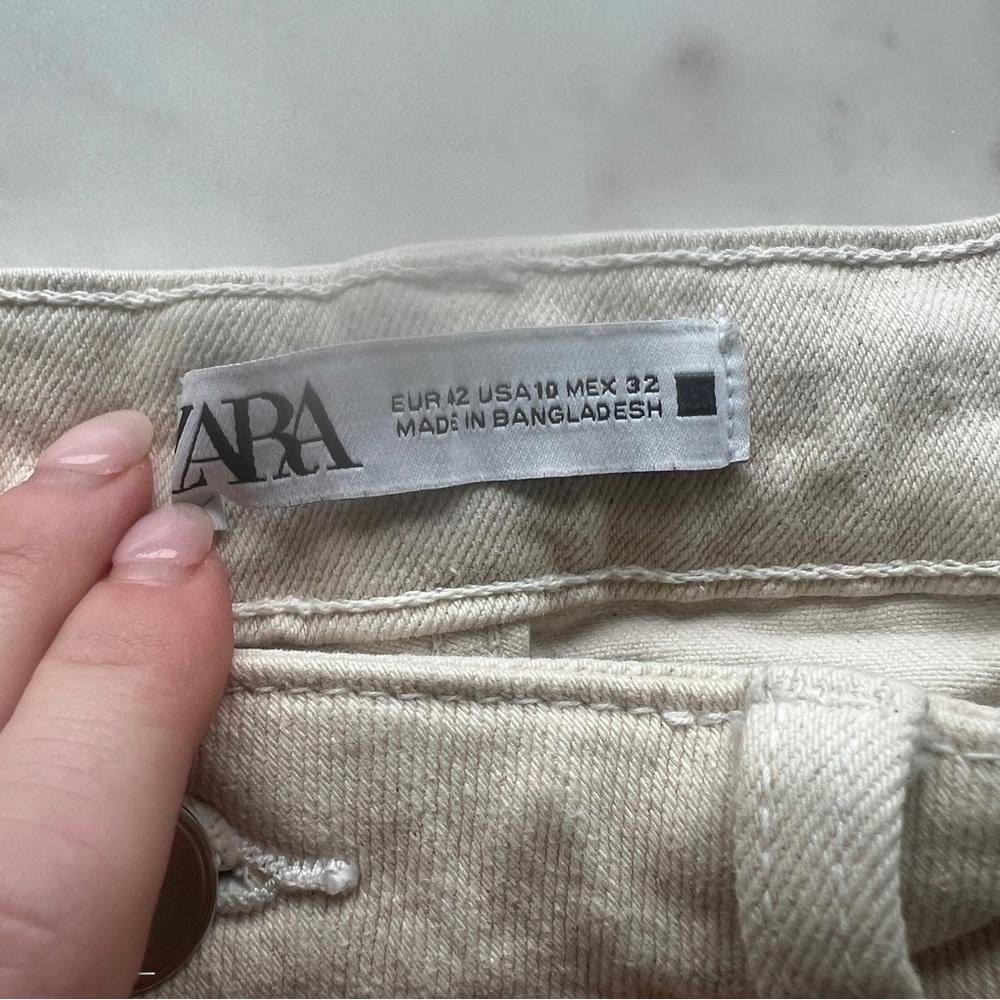 ZARA
EUR 42 USA 10 MEX 32
MADE IN BANGLADESH